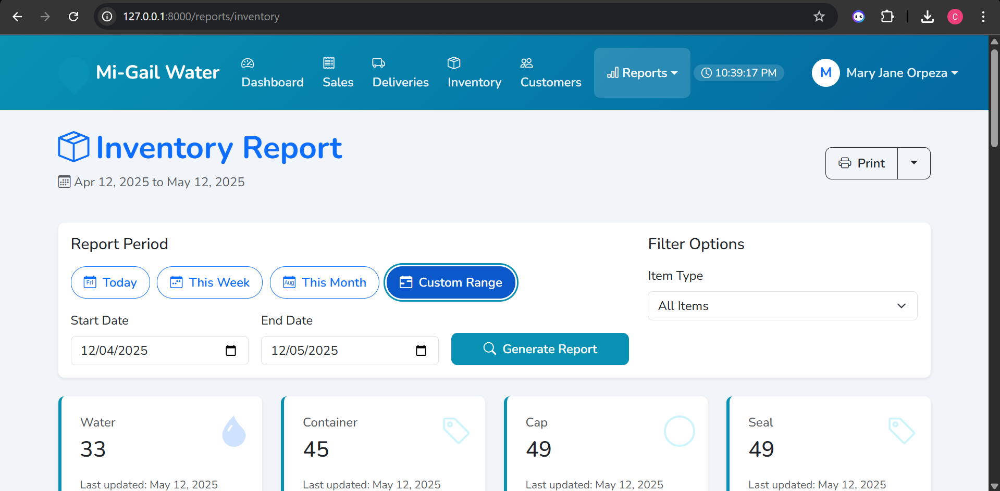 127.0.0.1:8000/reports/inventory
C
Mi-Gail Water
Dashboard
Sales
Deliveries
Inventory
Customers
Reports
10:39:17 PM
M
Mary Jane Orpeza
Inventory Report
Apr 12, 2025 to May 12, 2025
Print
Report Period
Fri Today
This Week
Aug This Month
Custom Range
Start Date
End Date
12/04/2025
12/05/2025
Generate Report
Filter Options
Item Type
All Items
Water
33
Last updated: May 12, 2025
Container
45
Last updated: May 12, 2025
Cap
49
Last updated: May 12, 2025
Seal
49
Last updated: May 12, 2025